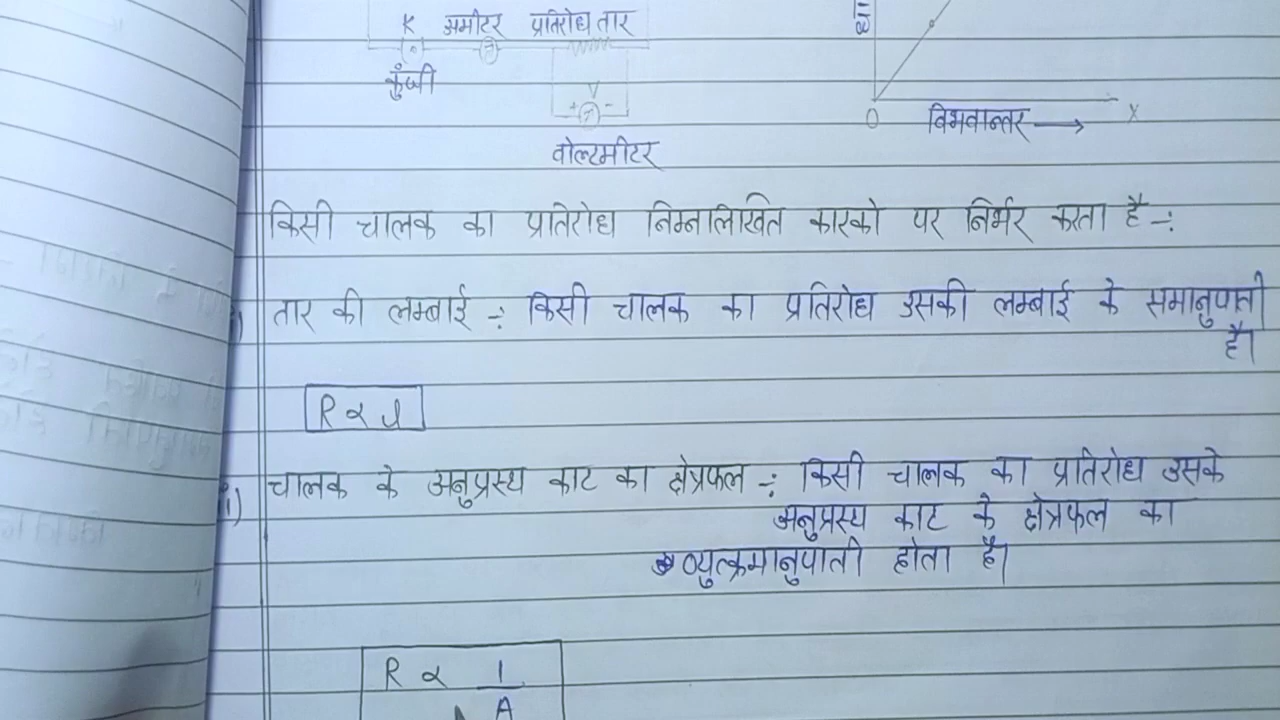 K अमीटर प्रतिरोध तार
कुँजी
V
+ -
वोल्टमीटर
0 विभवान्तर → X
किसी चालक का प्रतिरोध निम्नलिखित कारको पर निर्भर करता है -:
तार की लम्बाई -: किसी चालक का प्रतिरोध उसकी लम्बाई के समानुपाती
है।
R ∝ l
चालक के अनुप्रस्थ काट का क्षेत्रफल -: किसी चालक का प्रतिरोध उसके
अनुप्रस्थ काट के क्षेत्रफल का
व्युत्क्रमानुपाती होता है।
R ∝ 1/A